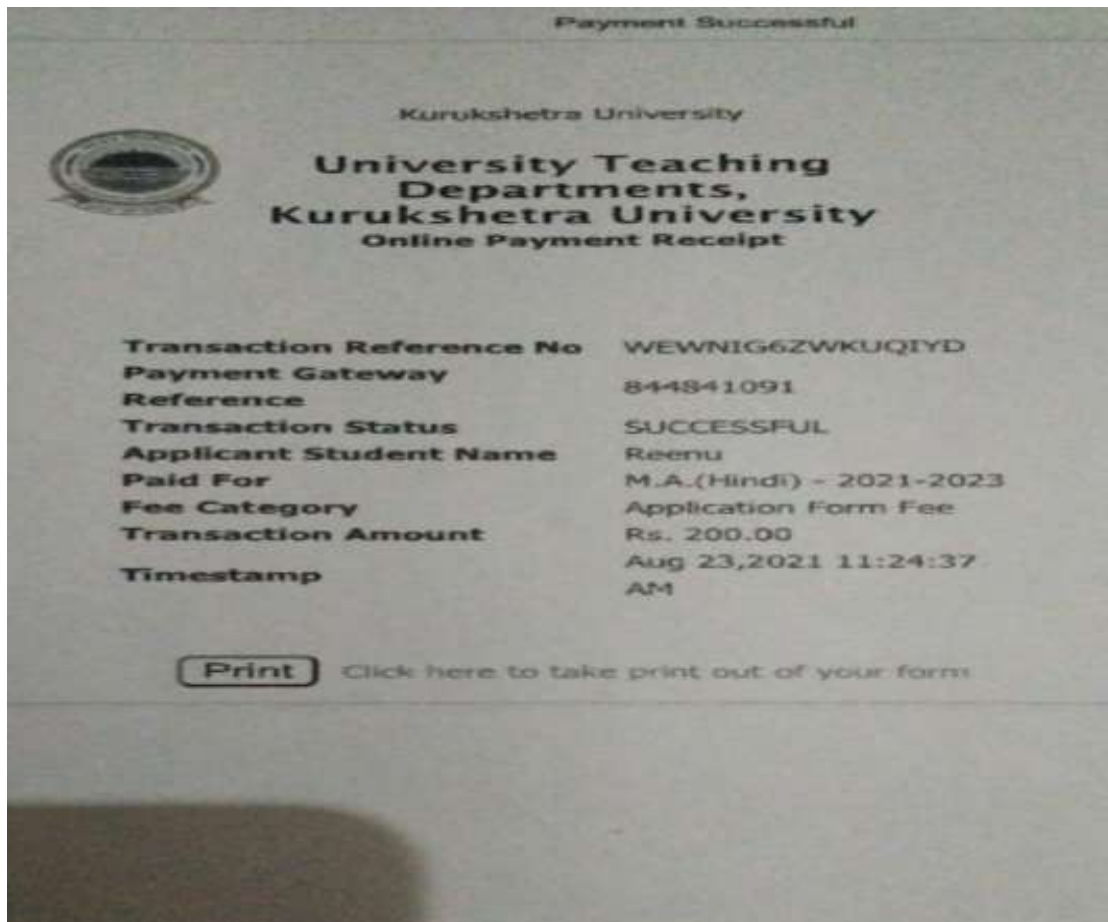 Payment Successful
Kurukshetra University
University Teaching
Departments,
Kurukshetra University
Online Payment Receipt
Transaction Reference No WEWNIG6ZWKUQIYD
Payment Gateway
Reference 844841091
Transaction Status SUCCESSFUL
Applicant Student Name Reenu
Paid For M.A.(Hindi) - 2021-2023
Fee Category Application Form Fee
Transaction Amount Rs. 200.00
Timestamp Aug 23,2021 11:24:37
AM
Print Click here to take print out of your form